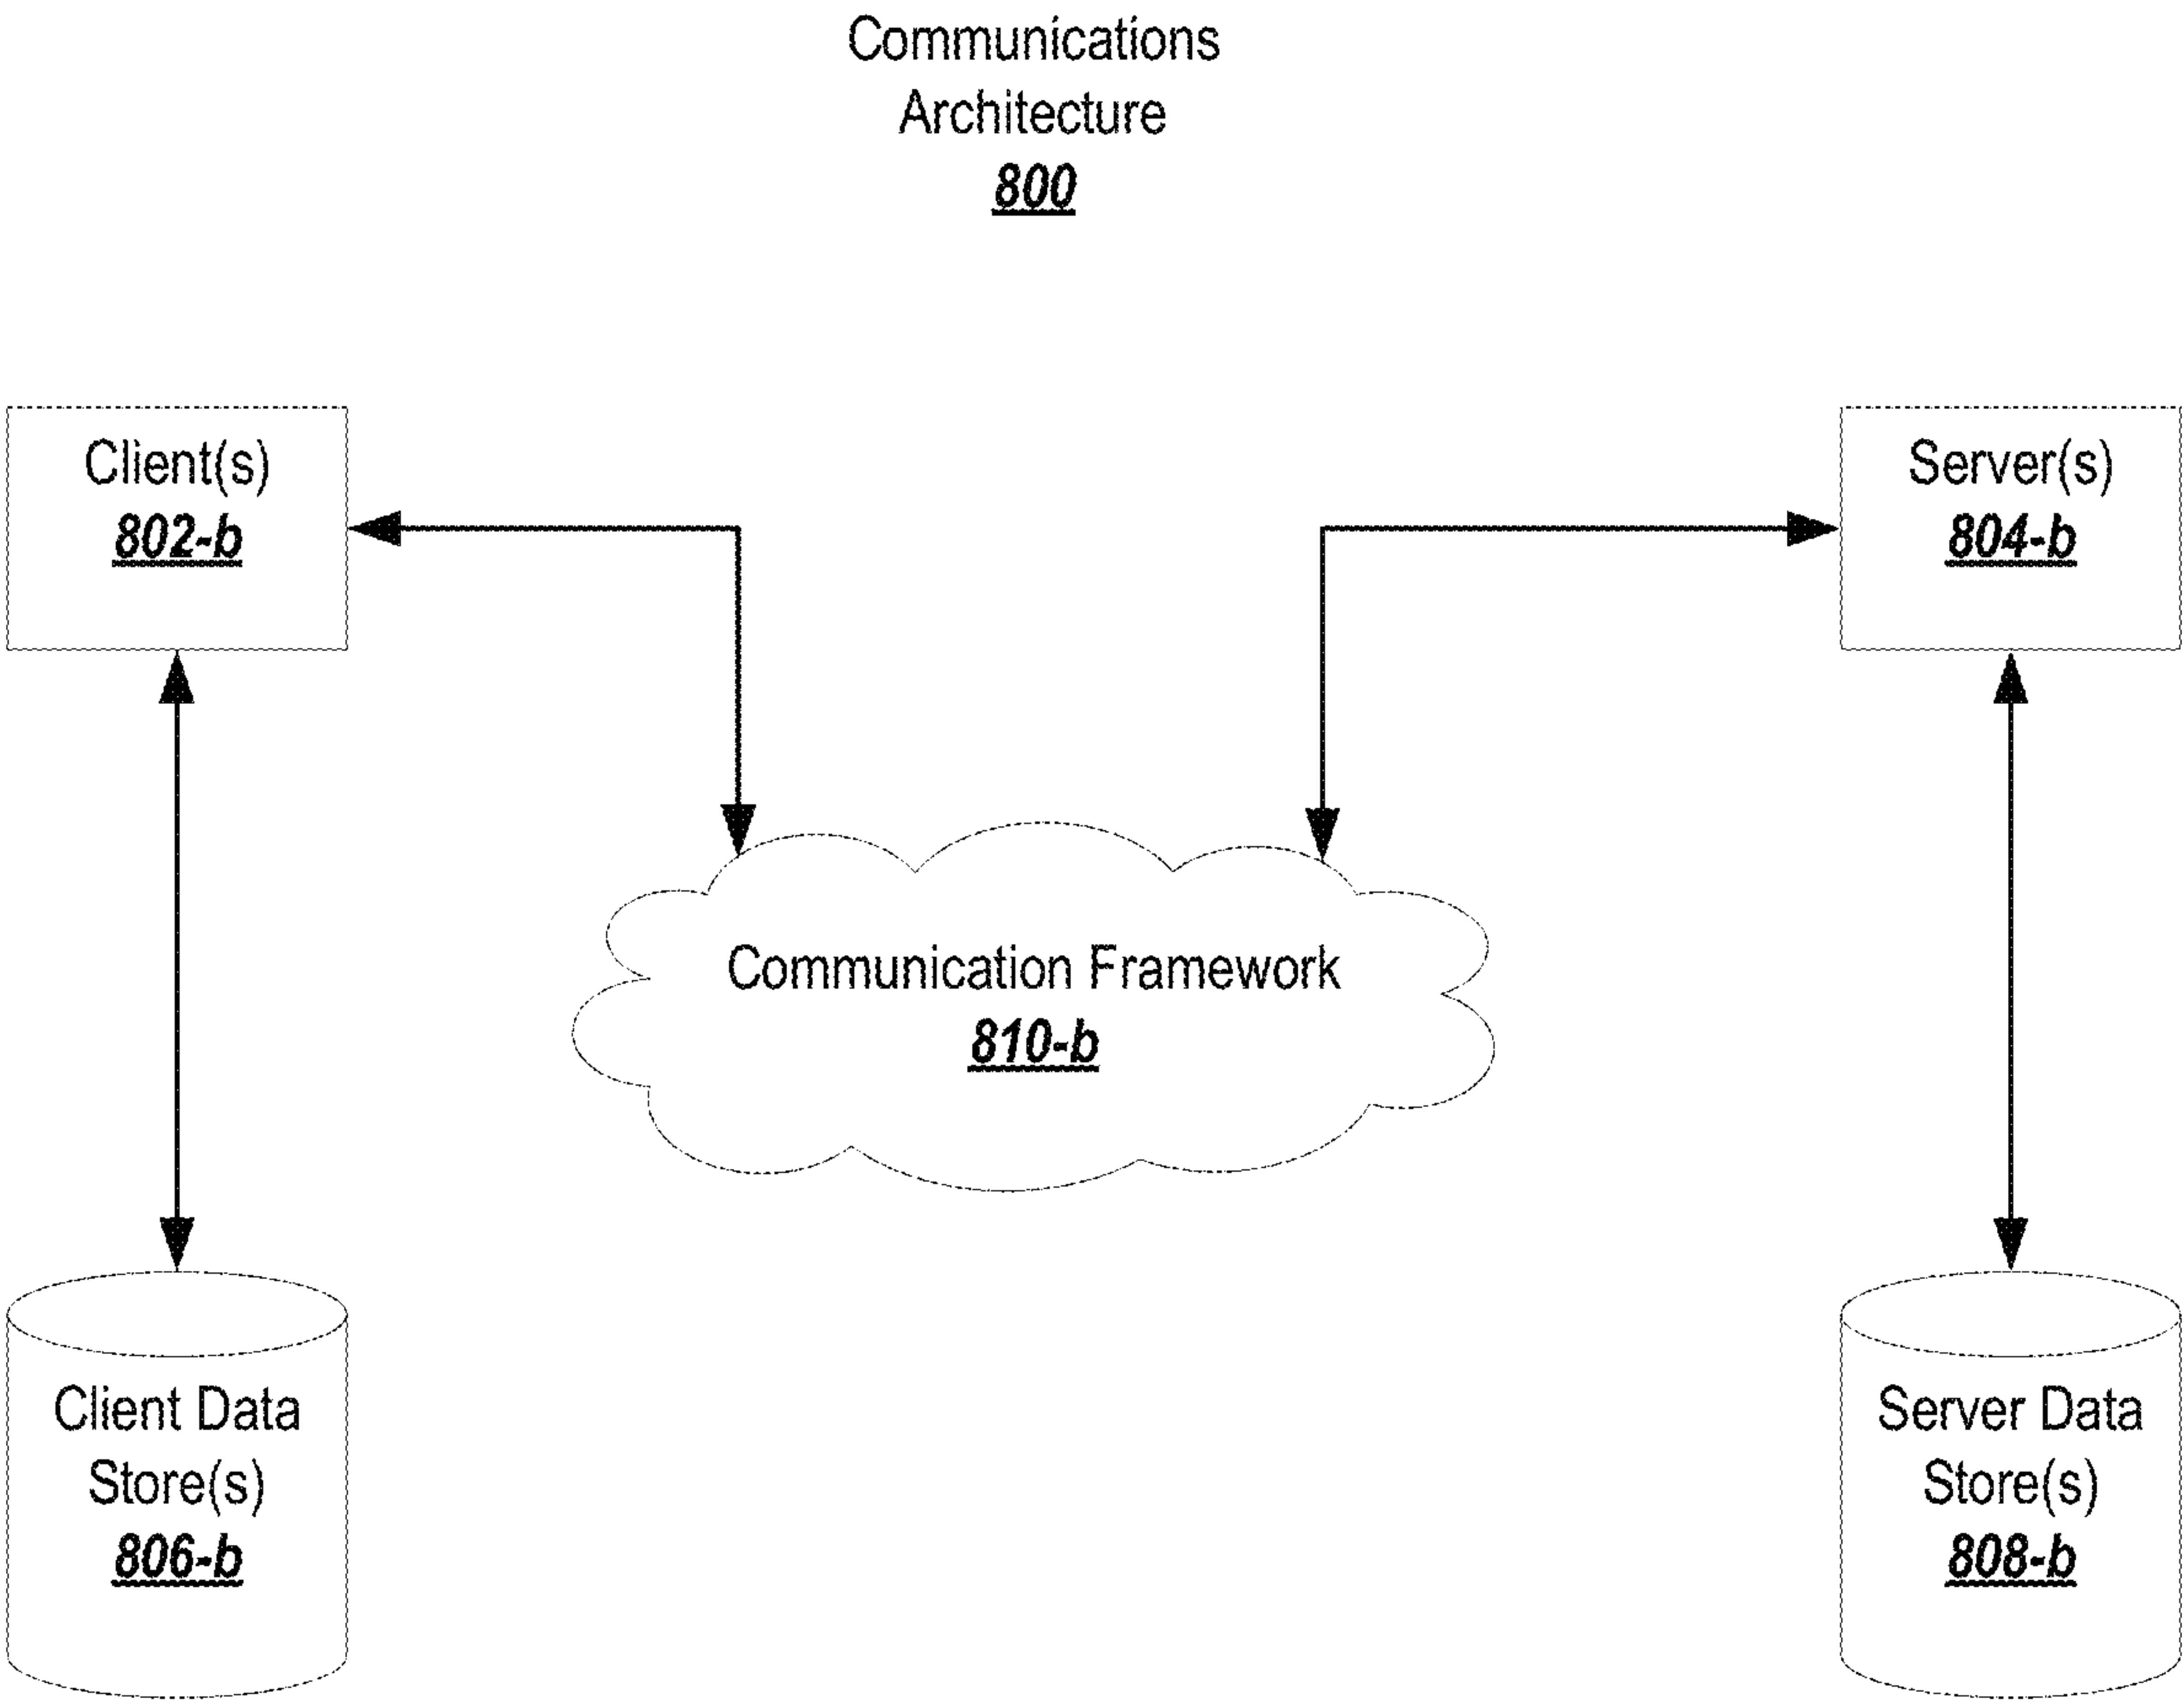 Communications
Architecture
800
Client(s)
802-b
Server(s)
804-b
Communication Framework
810-b
Client Data
Store(s)
806-b
Server Data
Store(s)
808-b